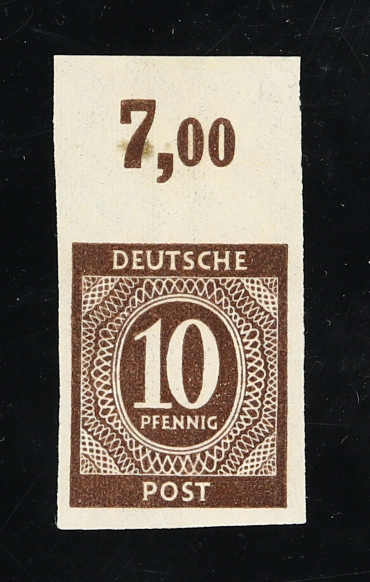 7,00
DEUTSCHE
10
PFENNIG
POST